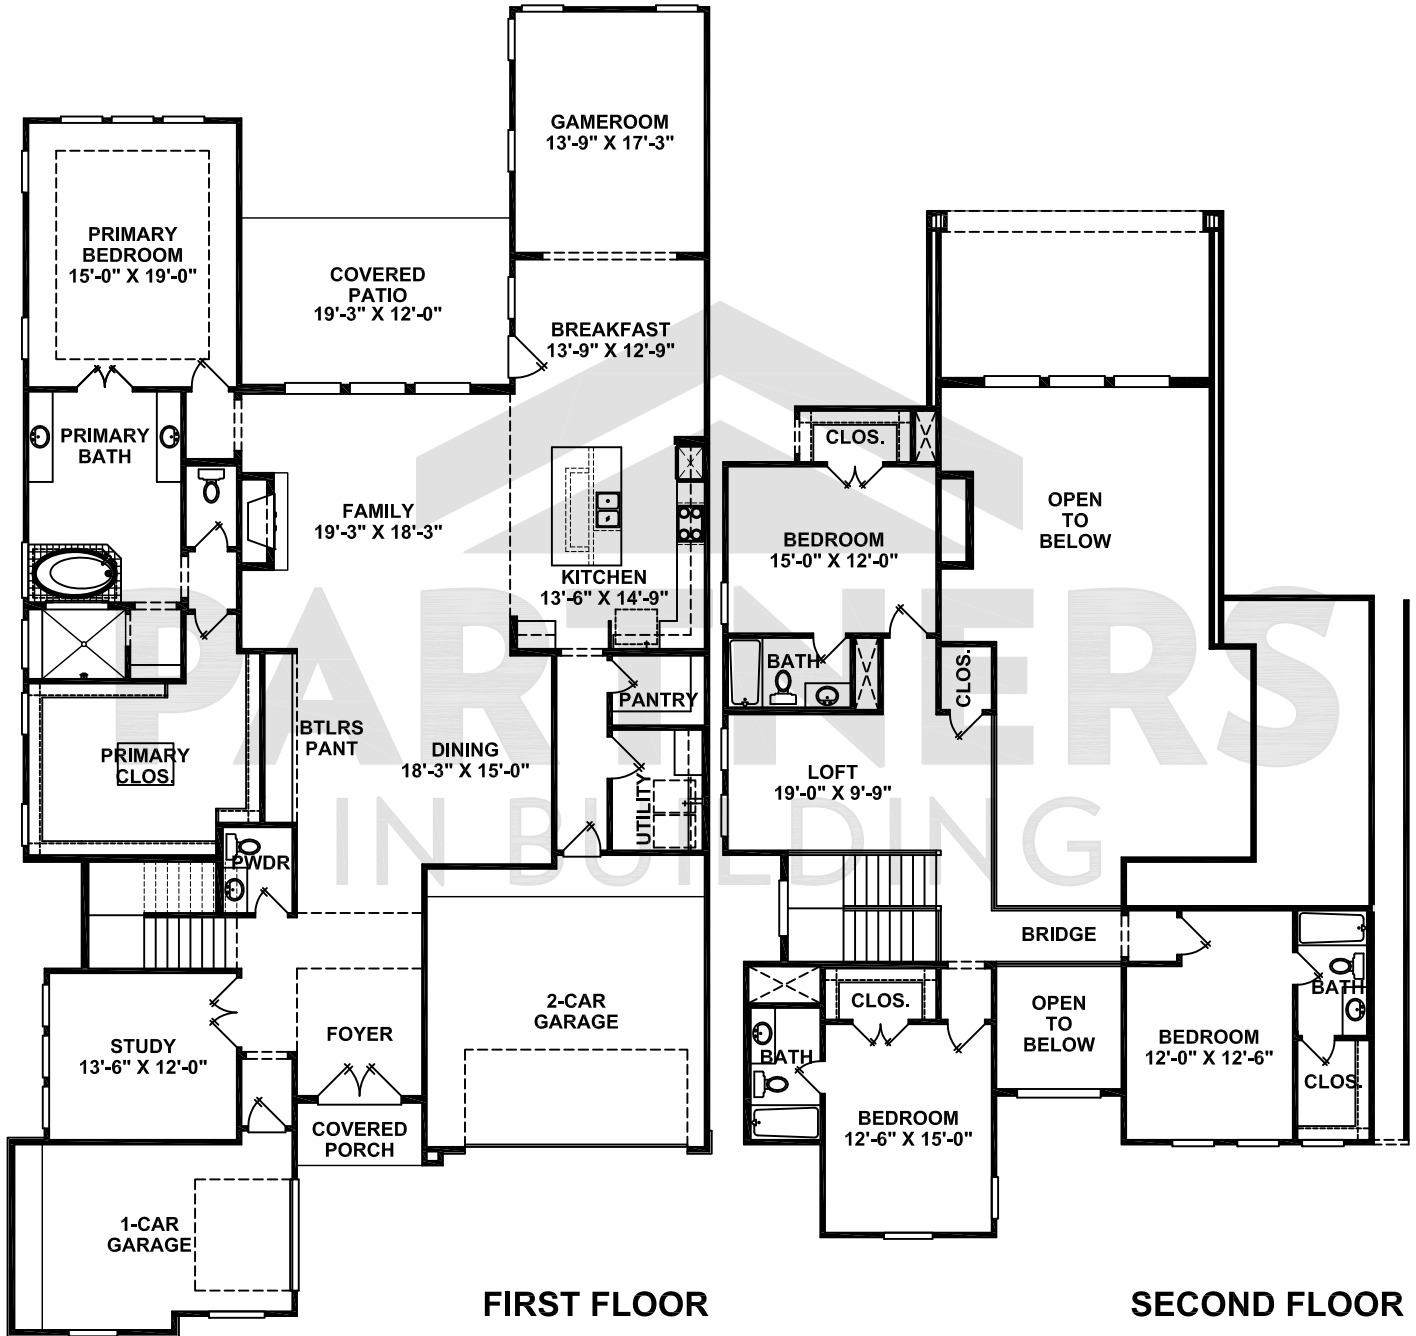 GAMEROOM
13'-9" X 17'-3"
PRIMARY
BEDROOM
15'-0" X 19'-0"
COVERED
PATIO
19'-3" X 12'-0"
BREAKFAST
13'-9" X 12'-9"
PRIMARY
BATH
FAMILY
19'-3" X 18'-3"
KITCHEN
13'-6" X 14'-9"
PANTRY
BTLRS
PANT
DINING
18'-3" X 15'-0"
PRIMARY
CLOS.
UTILITY
PWDR
2-CAR
GARAGE
FOYER
STUDY
13'-6" X 12'-0"
COVERED
PORCH
1-CAR
GARAGE
FIRST FLOOR
CLOS.
OPEN
TO
BELOW
BEDROOM
15'-0" X 12'-0"
BATH
CLOS.
LOFT
19'-0" X 9'-9"
BRIDGE
CLOS.
OPEN
TO
BELOW
BATH
BEDROOM
12'-0" X 12'-6"
BATH
CLOS.
BEDROOM
12'-6" X 15'-0"
SECOND FLOOR
PARTNERS
IN BUILDING